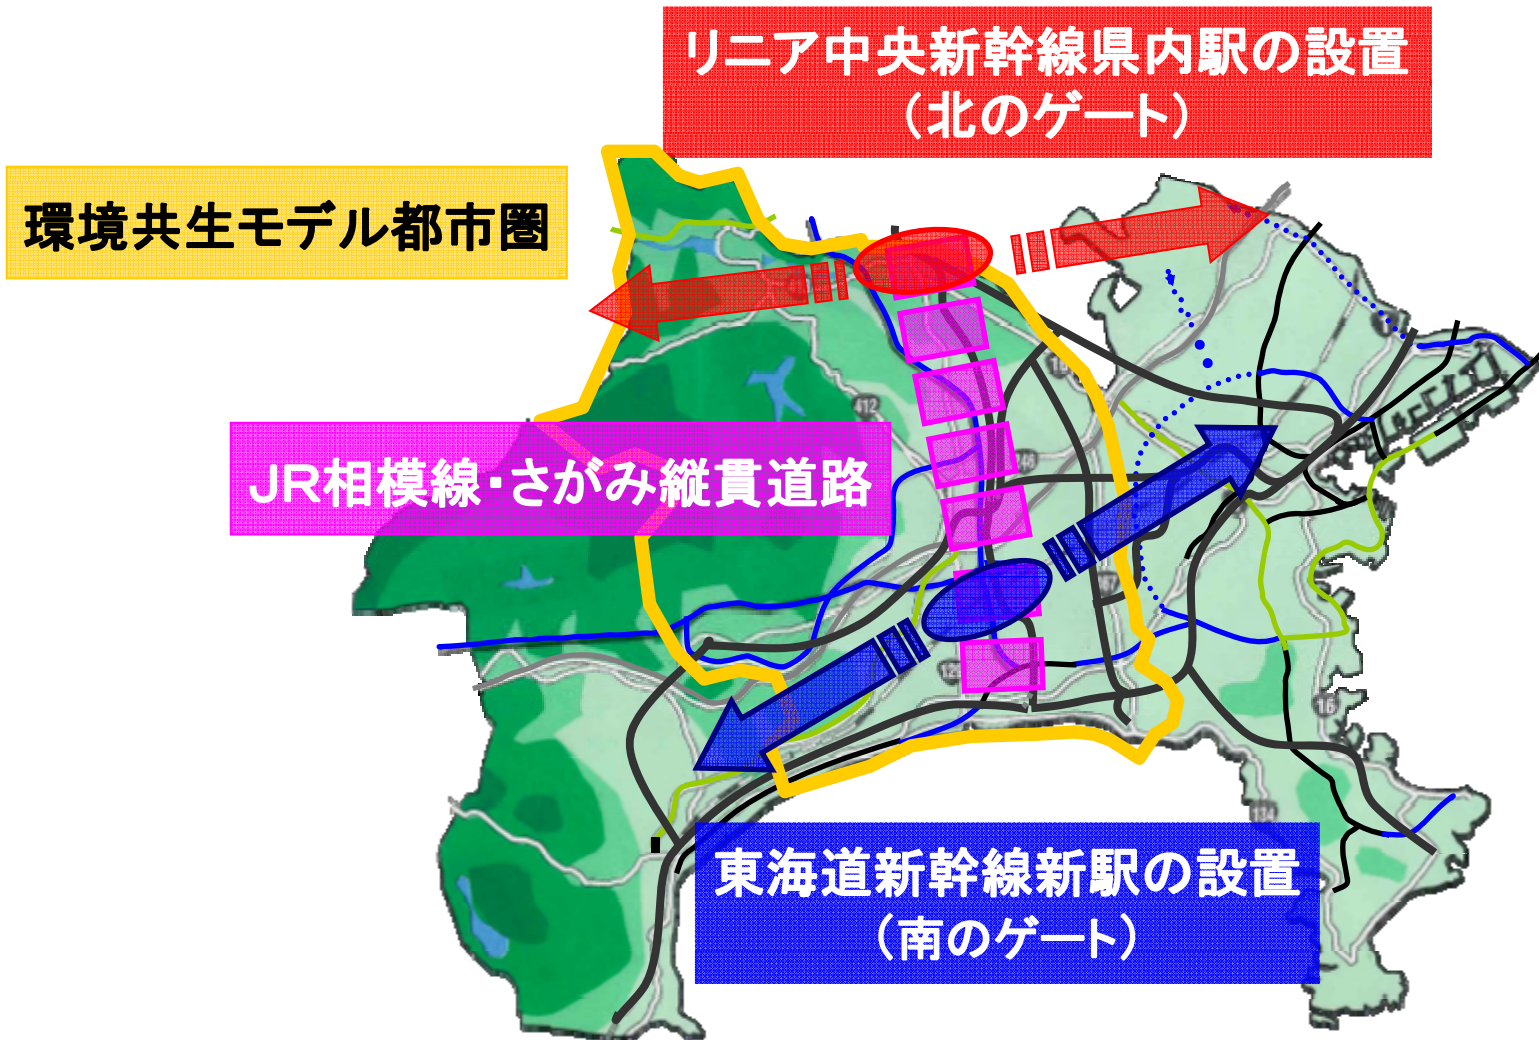 リニア中央新幹線県内駅の設置
（北のゲート）
環境共生モデル都市圏
412
JR相模線・さがみ縦貫道路
16
134
東海道新幹線新駅の設置
（南のゲート）